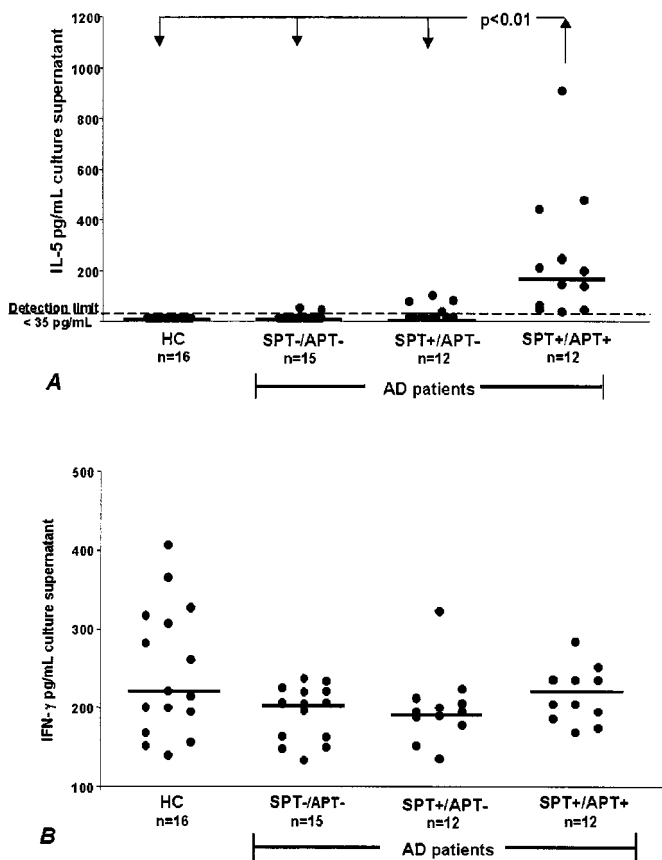 1200
p<0.01
1000
800
600
400
200
IL-5 pg/mL culture supernatant
Detection limit
< 35 pg/mL
HC
n=16
SPT-/APT-
n=15
SPT+/APT-
n=12
SPT+/APT+
n=12
A
AD patients
500
400
300
200
100
IFN-γ pg/mL culture supernatant
HC
n=16
SPT-/APT-
n=15
SPT+/APT-
n=12
SPT+/APT+
n=12
B
AD patients